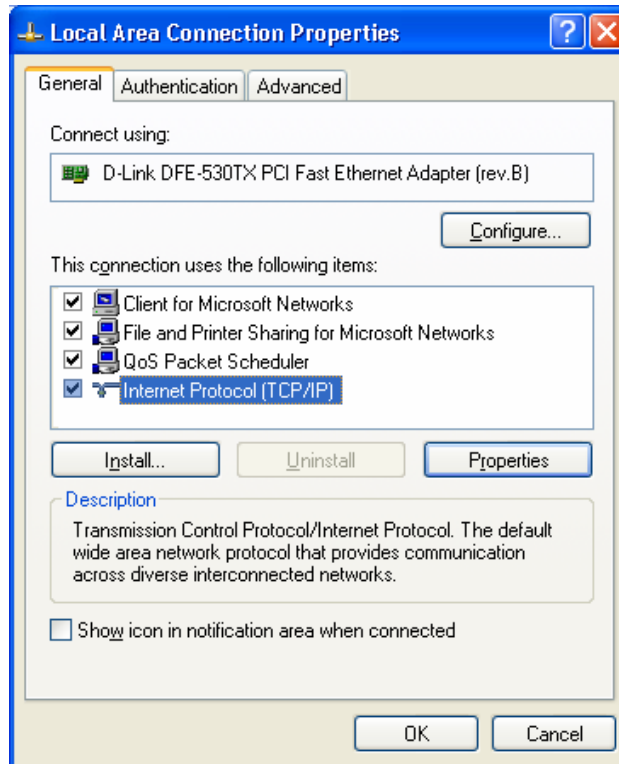 Local Area Connection Properties
General
Authentication
Advanced
Connect using:
D-Link DFE-530TX PCI Fast Ethernet Adapter (rev.B)
Configure...
This connection uses the following items:
Client for Microsoft Networks
File and Printer Sharing for Microsoft Networks
QoS Packet Scheduler
Internet Protocol (TCP/IP)
Install...
Uninstall
Properties
Description
Transmission Control Protocol/Internet Protocol. The default
wide area network protocol that provides communication
across diverse interconnected networks.
Show icon in notification area when connected
OK
Cancel